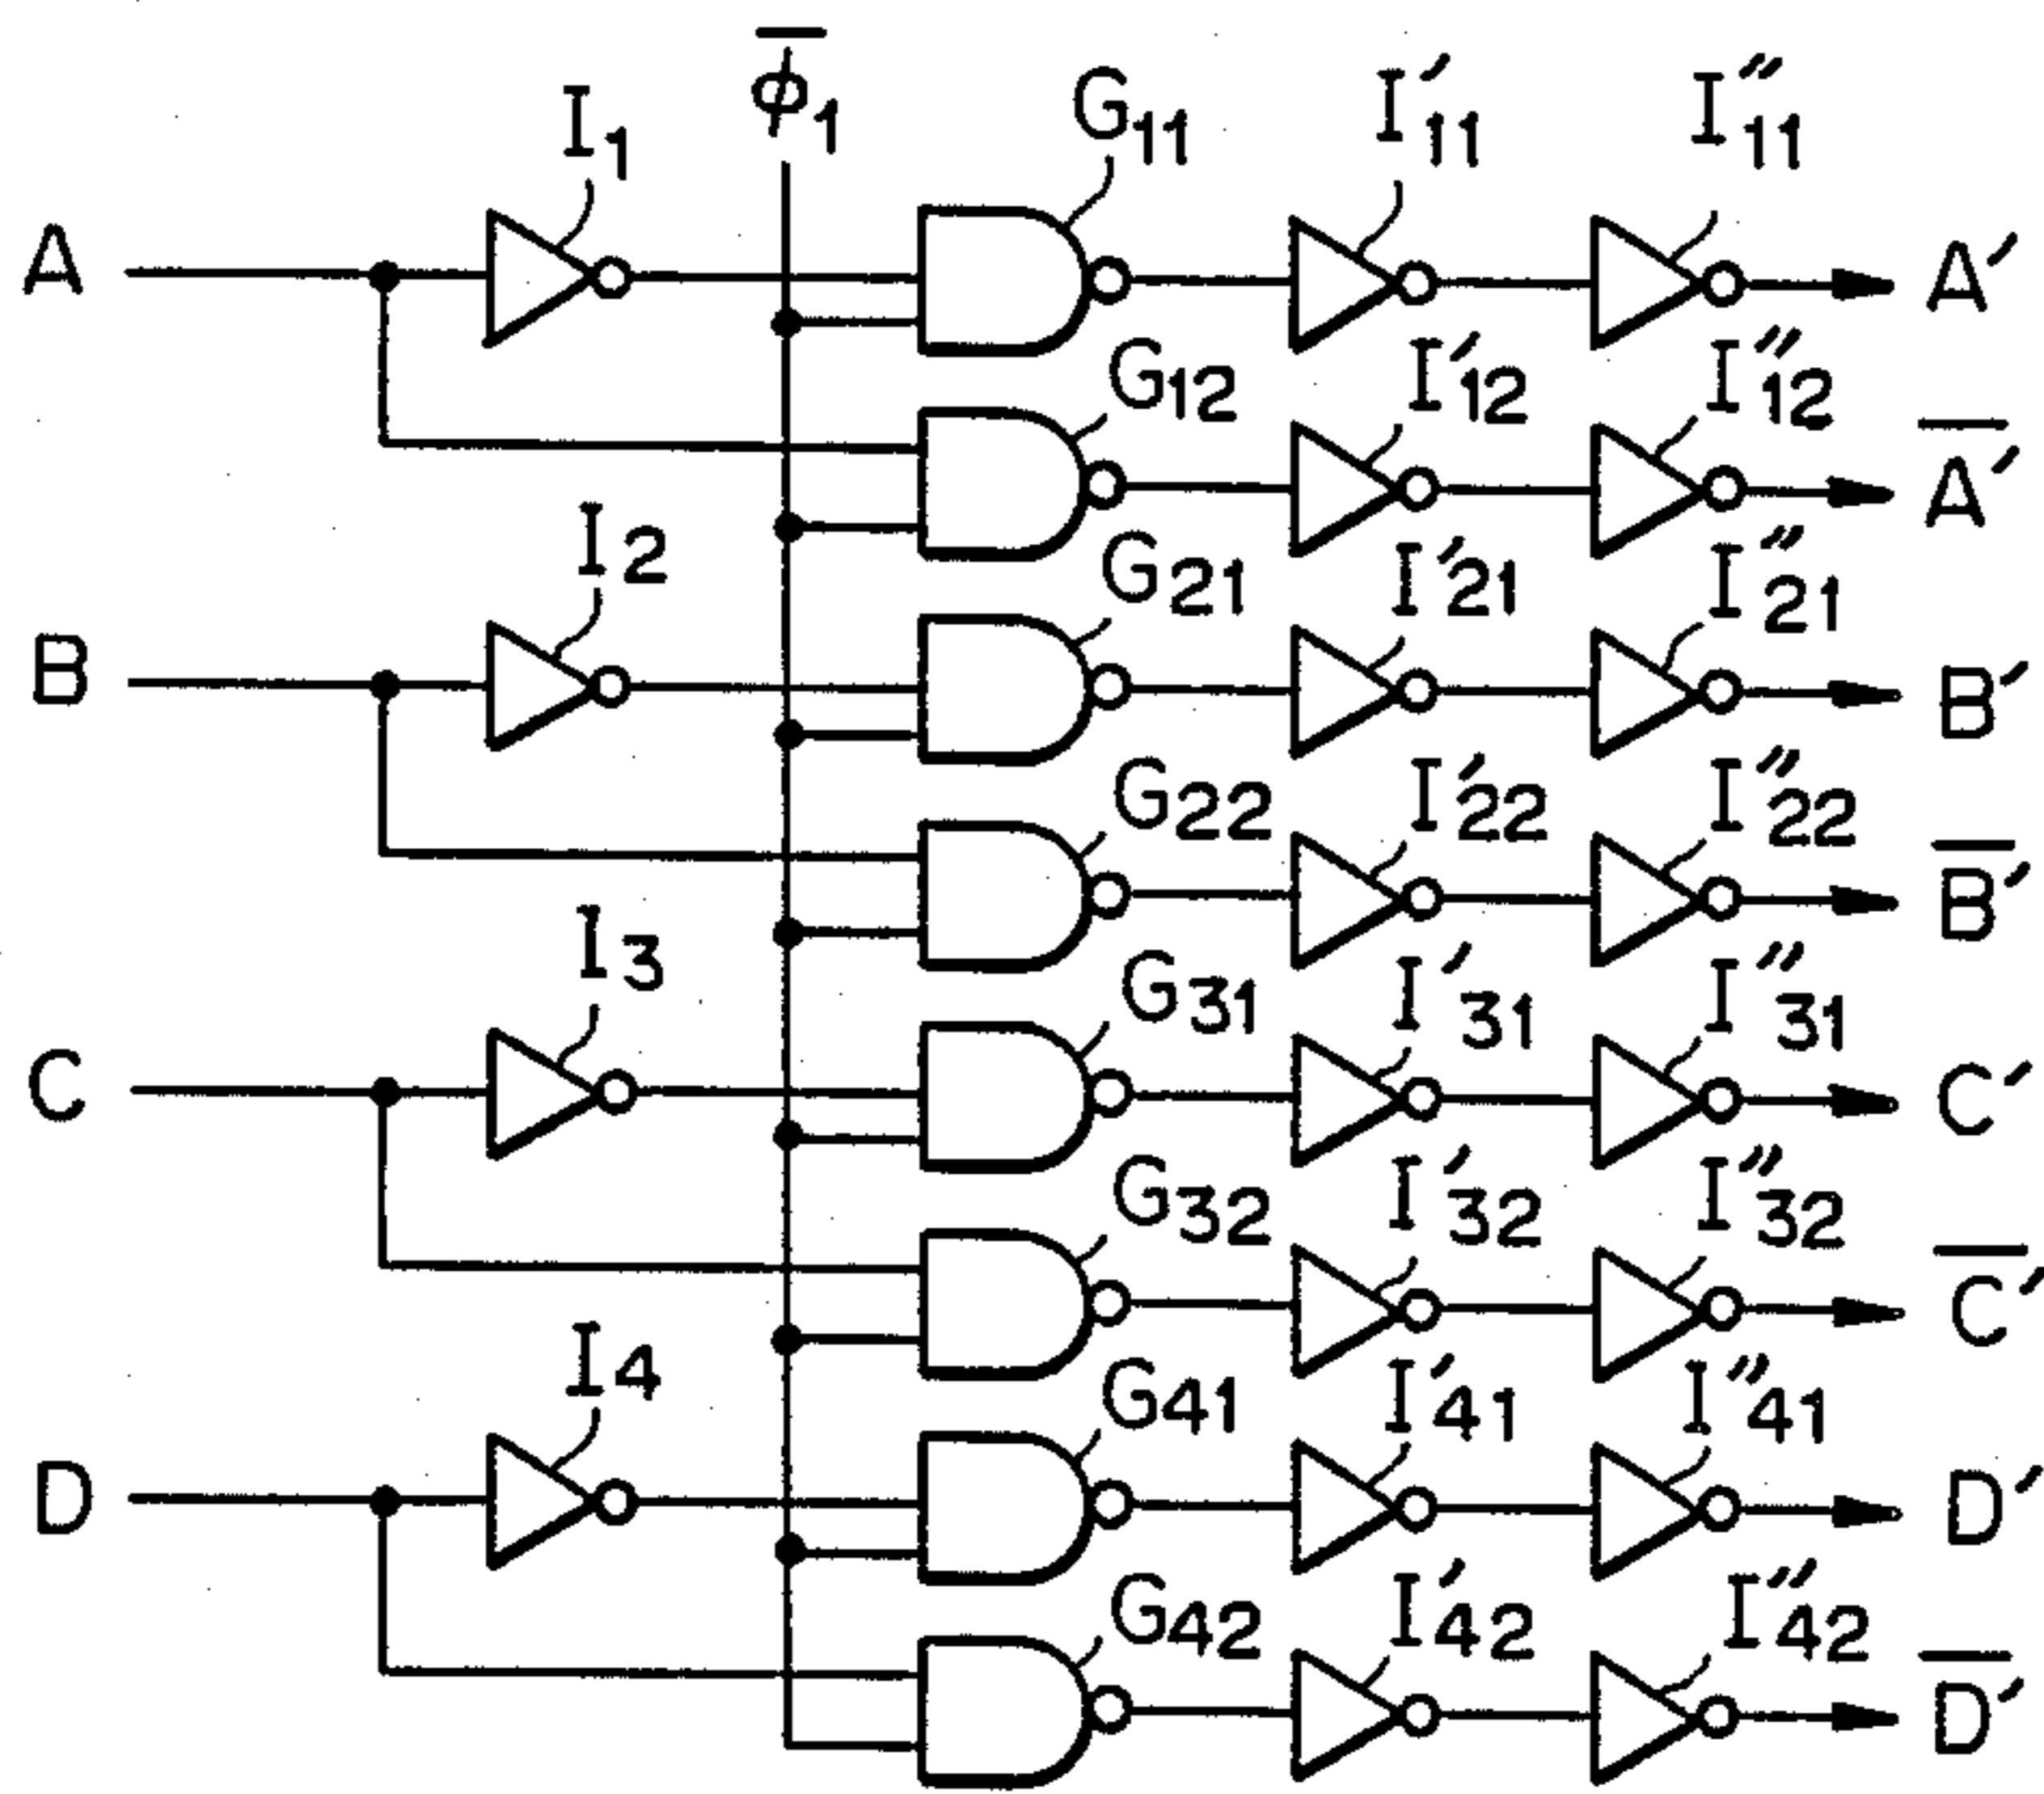 A I₁ φ̅₁ G₁₁ I′₁₁ I″₁₁ A′
G₁₂ I′₁₂ I″₁₂ A̅′
B I₂ G₂₁ I′₂₁ I″₂₁ B′
G₂₂ I′₂₂ I″₂₂ B̅′
C I₃ G₃₁ I′₃₁ I″₃₁ C′
G₃₂ I′₃₂ I″₃₂ C̅′
D I₄ G₄₁ I′₄₁ I″₄₁ D′
G₄₂ I′₄₂ I″₄₂ D̅′